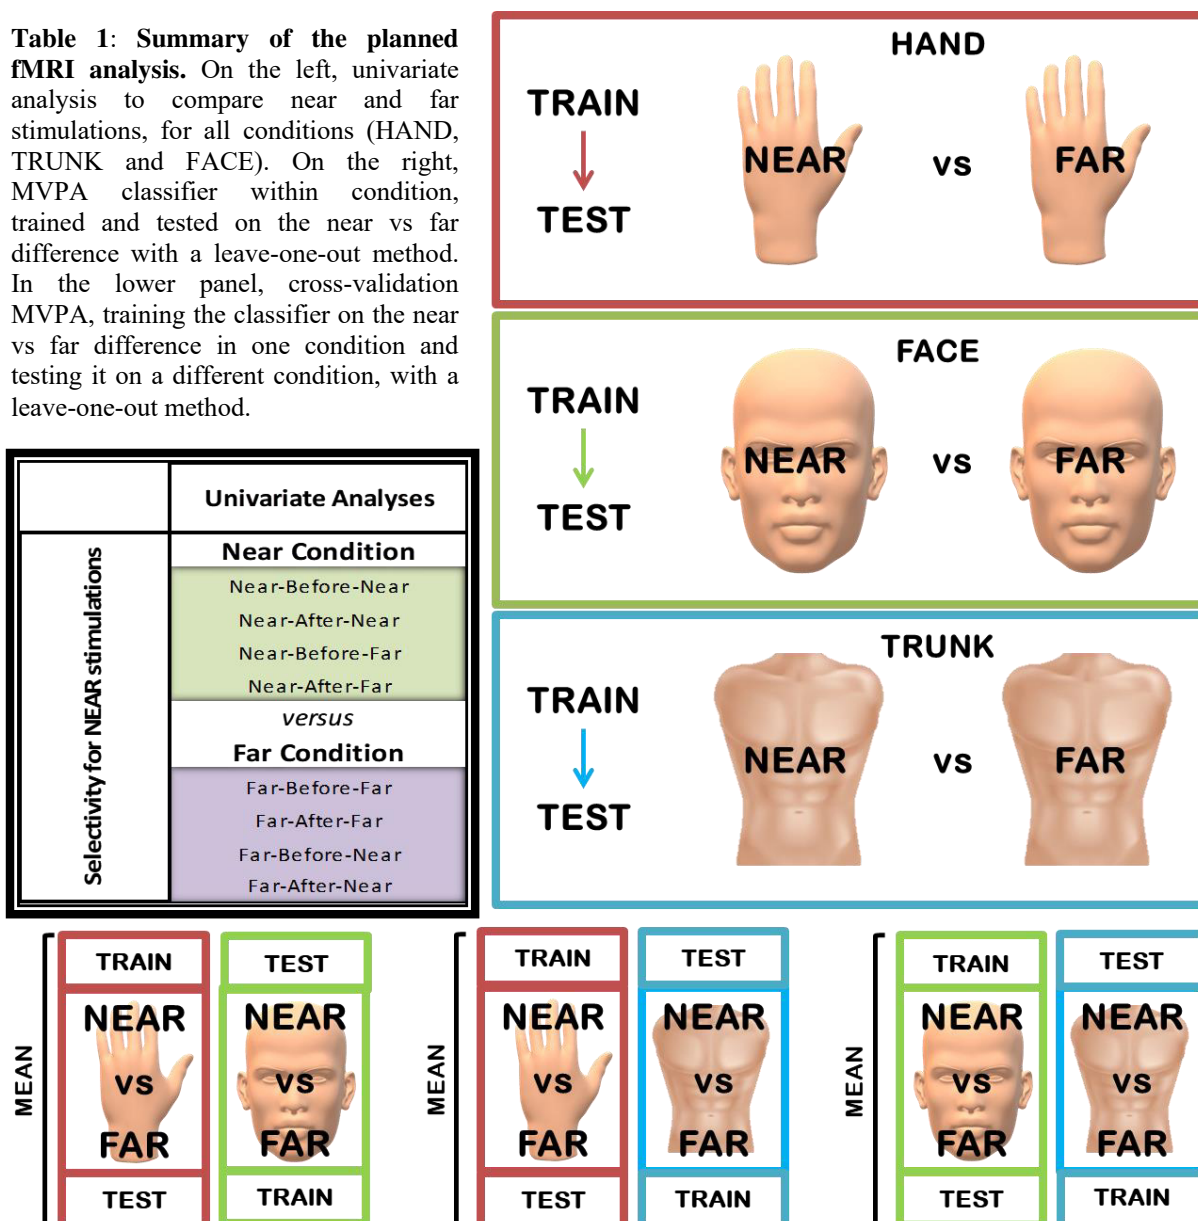 Table 1: Summary of the planned
fMRI analysis. On the left, univariate
analysis to compare near and far
stimulations, for all conditions (HAND,
TRUNK and FACE). On the right,
MVPA classifier within condition,
trained and tested on the near vs far
difference with a leave-one-out method.
In the lower panel, cross-validation
MVPA, training the classifier on the near
vs far difference in one condition and
testing it on a different condition, with a
leave-one-out method.
HAND
TRAIN
NEAR vs FAR
TEST
FACE
TRAIN
NEAR vs FAR
TEST
TRUNK
TRAIN
NEAR vs FAR
TEST
Univariate Analyses
Selectivity for NEAR stimulations
Near Condition
Near-Before-Near
Near-After-Near
Near-Before-Far
Near-After-Far
versus
Far Condition
Far-Before-Far
Far-After-Far
Far-Before-Near
Far-After-Near
MEAN
TRAIN
NEAR
vs
FAR
TEST
TEST
NEAR
vs
FAR
TRAIN
MEAN
TRAIN
NEAR
vs
FAR
TEST
TEST
NEAR
vs
FAR
TRAIN
MEAN
TRAIN
NEAR
vs
FAR
TEST
TEST
NEAR
vs
FAR
TRAIN